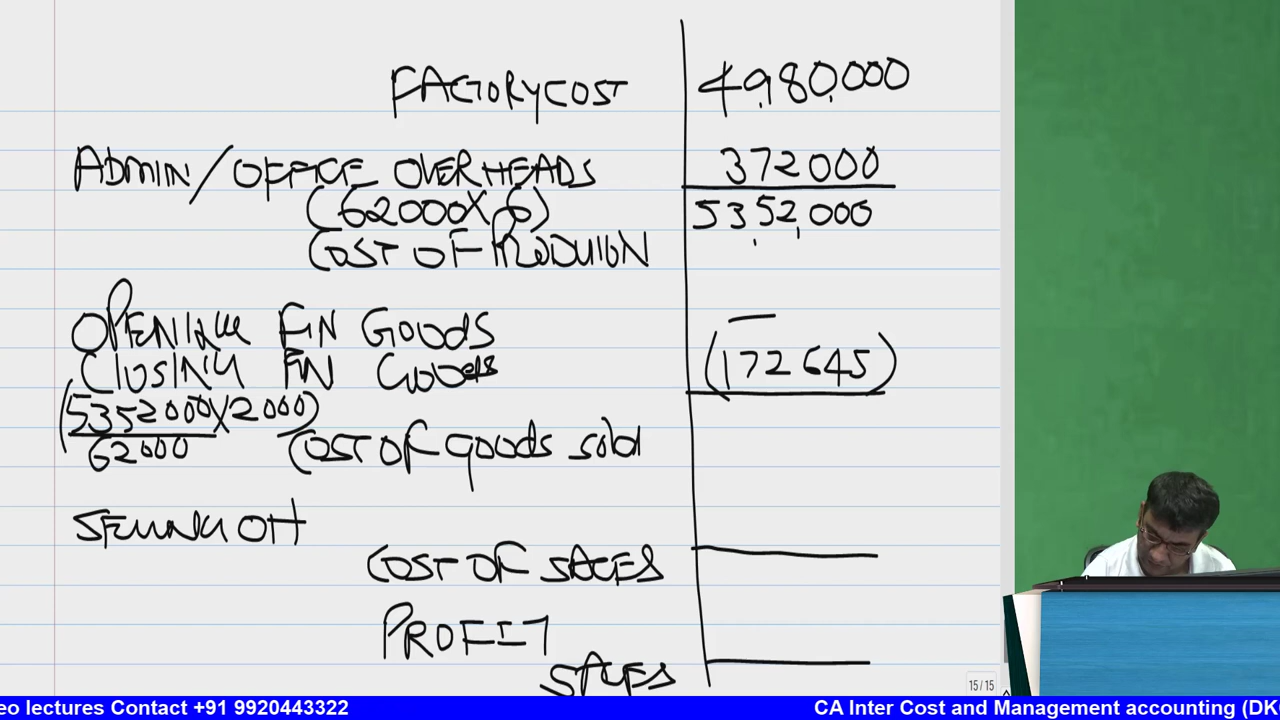 FACTORY COST 4,980,000
ADMIN/OFFICE OVERHEADS 372000
(62000X6) 5352,000
COST OF PRODUION
OPENING FIN GOODS —
CLOSING FIN GOODS (172645)
(5352000X2000)
62000 COST OF goods sold
SELLING OH
COST OF SALES
PROFIT
SALES
15/15
eo lectures Contact +91 9920443322 CA Inter Cost and Management accounting (DK